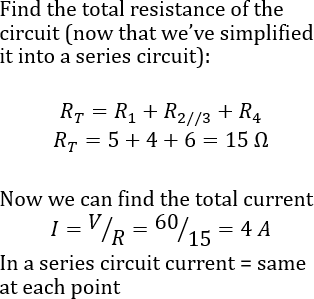 Find the total resistance of the
circuit (now that we’ve simplified
it into a series circuit):
R_T = R_1 + R_{2//3} + R_4
R_T = 5 + 4 + 6 = 15 Ω
Now we can find the total current
I = V/R = 60/15 = 4 A
In a series circuit current = same
at each point